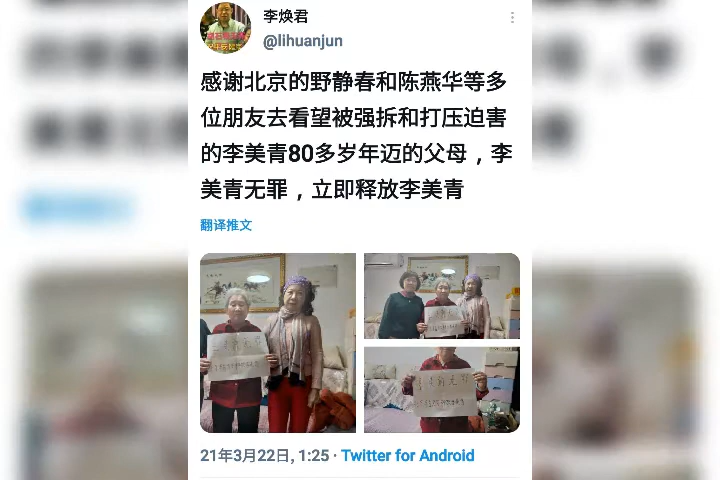 李焕君
@lihuanjun
感谢北京的野静春和陈燕华等多
位朋友去看望被强拆和打压迫害
的李美青80多岁年迈的父母，李
美青无罪，立即释放李美青
翻译推文
21年3月22日, 1:25 · Twitter for Android